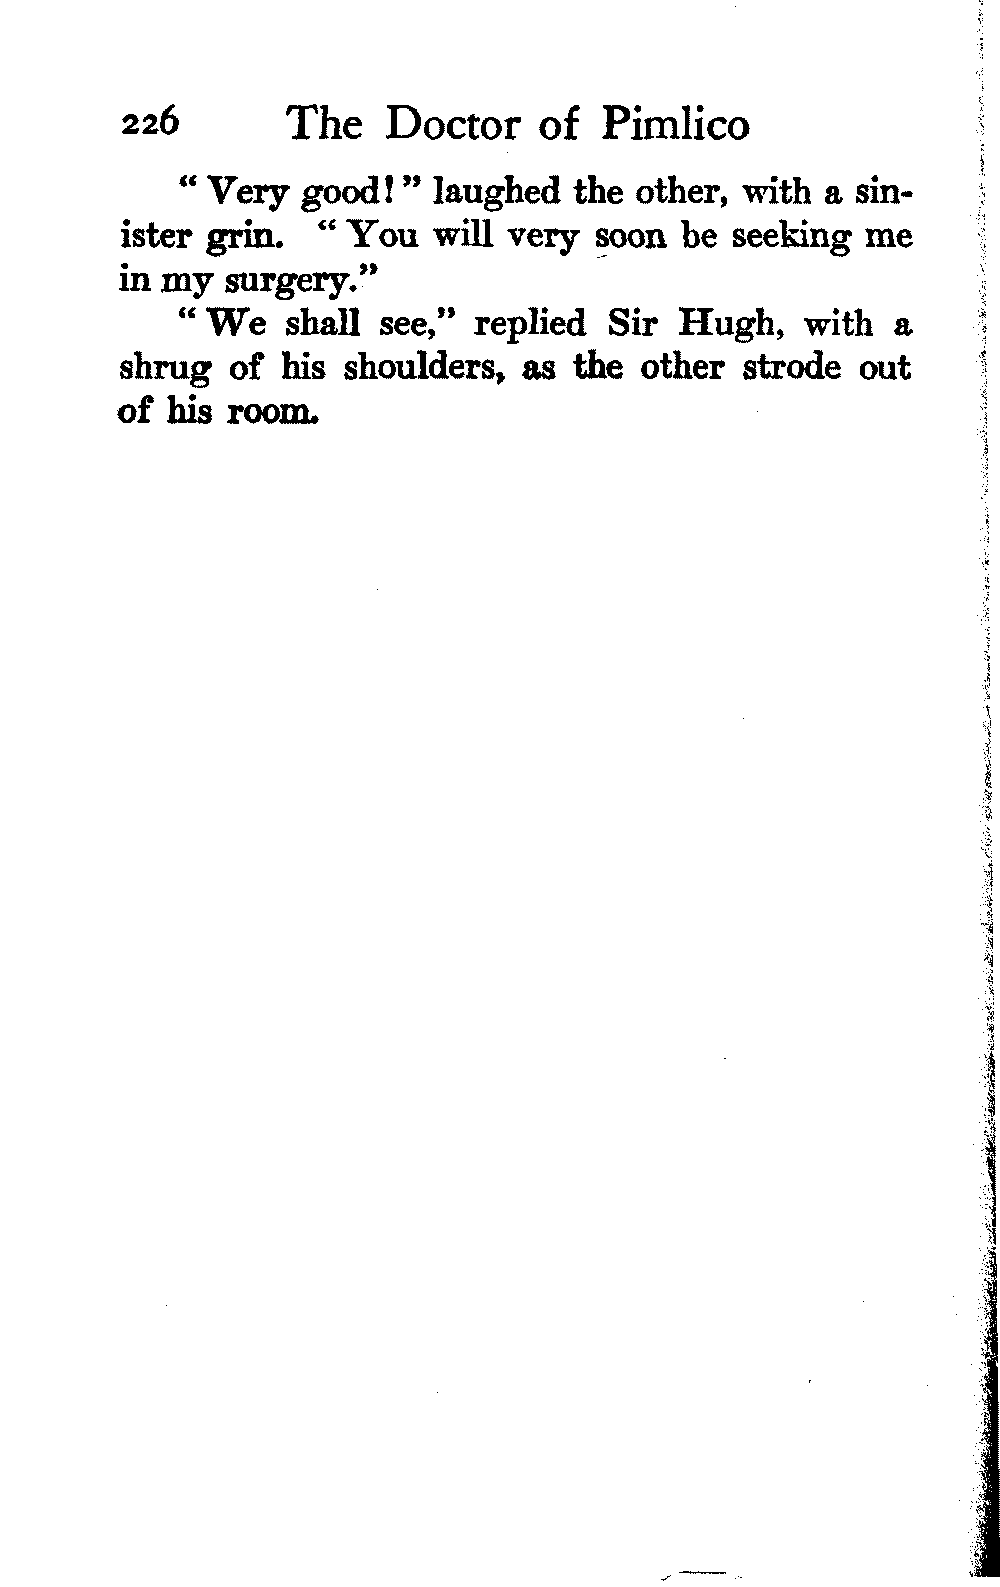 226 The Doctor of Pimlico
“ Very good! ” laughed the other, with a sin-
ister grin. “ You will very soon be seeking me
in my surgery.”
“ We shall see,” replied Sir Hugh, with a
shrug of his shoulders, as the other strode out
of his room.